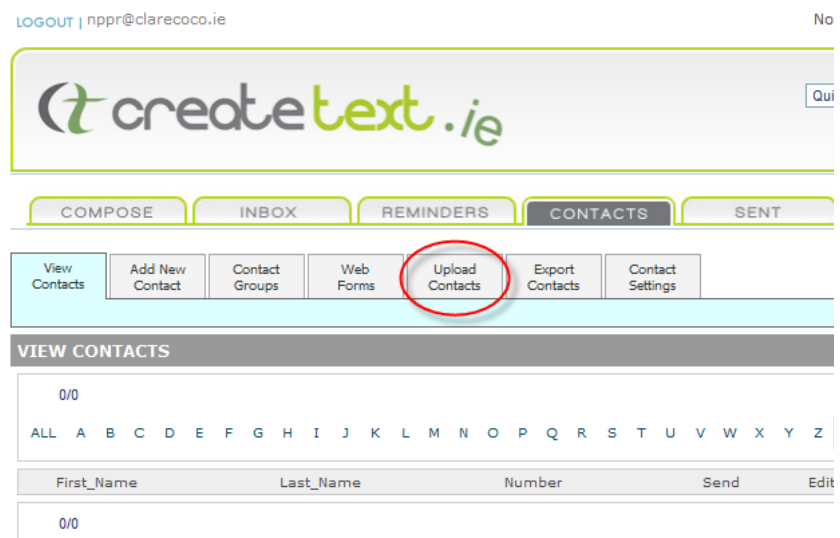 LOGOUT | nppr@clarecoco.ie No
createtext.ie Qui
COMPOSE INBOX REMINDERS CONTACTS SENT
View Contacts Add New Contact Contact Groups Web Forms Upload Contacts Export Contacts Contact Settings
VIEW CONTACTS
0/0
ALL A B C D E F G H I J K L M N O P Q R S T U V W X Y Z
First_Name Last_Name Number Send Edit
0/0